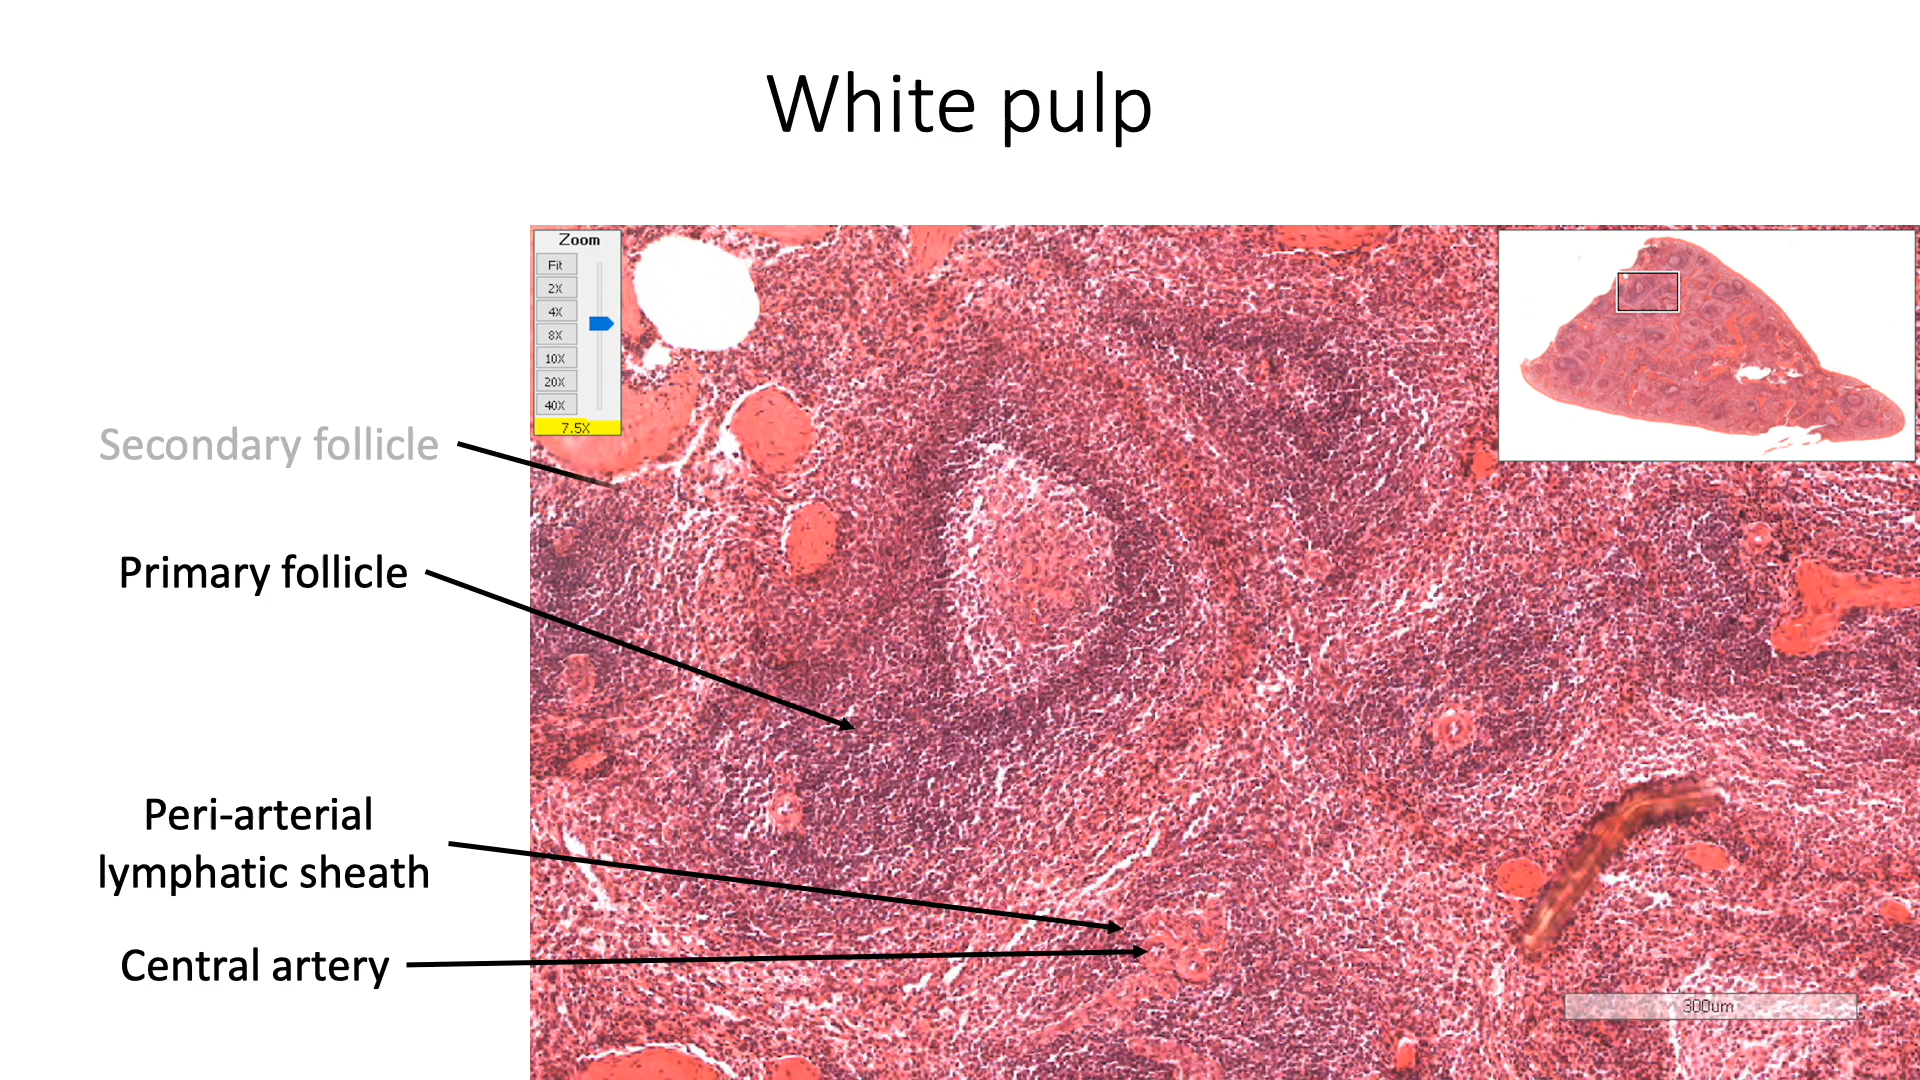 White pulp
Zoom
Fit
2X
4X
8X
10X
20X
40X
7.5X
Secondary follicle
Primary follicle
Peri-arterial
lymphatic sheath
Central artery
300um